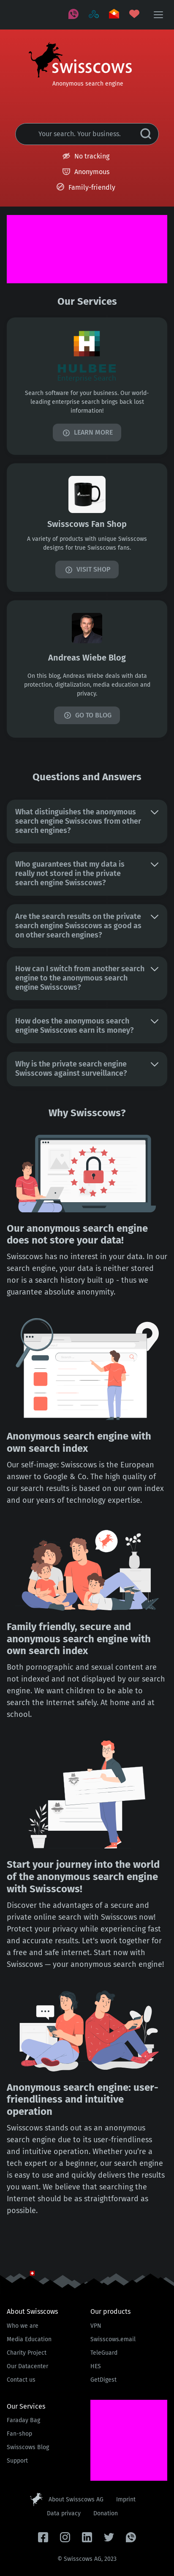 swisscows
Anonymous search engine
Your search. Your business.
No tracking
Anonymous
Family-friendly
Our Services
H
HULBEE
Search software for your business. Our world-
leading enterprise search brings back lost
information!
LEARN MORE
Swisscows Fan Shop
A variety of products with unique Swisscows
designs for true Swisscows fans.
VISIT SHOP
Andreas Wiebe Blog
On this blog, Andreas Wiebe deals with data
protection, digitalization, media education and
privacy.
GO TO BLOG
Questions and Answers
What distinguishes the anonymous
search engine Swisscows from other
search engines?
Who guarantees that my data is
really not stored in the private
search engine Swisscows?
Are the search results on the private
search engine Swisscows as good as
on other search engines?
How can I switch from another search
engine to the anonymous search
engine Swisscows?
How does the anonymous search
engine Swisscows earn its money?
Why is the private search engine
Swisscows against surveillance?
Why Swisscows?
Our anonymous search engine
does not store your data!
Swisscows has no interest in your data. In our
search engine, your data is neither stored
nor is a search history built up - thus we
guarantee absolute anonymity.
Anonymous search engine with
own search index
Our self-image: Swisscows is the European
answer to Google & Co. The high quality of
our search results is based on our own index
and our years of technology expertise.
Family friendly, secure and
anonymous search engine with
own search index
Both pornographic and sexual content are
not indexed and not displayed by our search
engine. We want children to be able to
search the Internet safely. At home and at
school.
Start your journey into the world
of the anonymous search engine
with Swisscows!
Discover the advantages of a secure and
private online search with Swisscows now!
Protect your privacy while experiencing fast
and accurate results. Let's work together for
a free and safe internet. Start now with
Swisscows — your anonymous search engine!
Anonymous search engine: user-
friendliness and intuitive
operation
Swisscows stands out as an anonymous
search engine due to its user-friendliness
and intuitive operation. Whether you're a
tech expert or a beginner, our search engine
is easy to use and quickly delivers the results
you want. We believe that searching the
Internet should be as straightforward as
possible.
About Swisscows
Who we are
Media Education
Charity Project
Our Datacenter
Contact us
Our products
VPN
Swisscows.email
TeleGuard
HES
GetDigest
Our Services
Faraday Bag
Fan-shop
Swisscows Blog
Support
About Swisscows AG
Imprint
Data privacy
Donation
© Swisscows AG, 2023